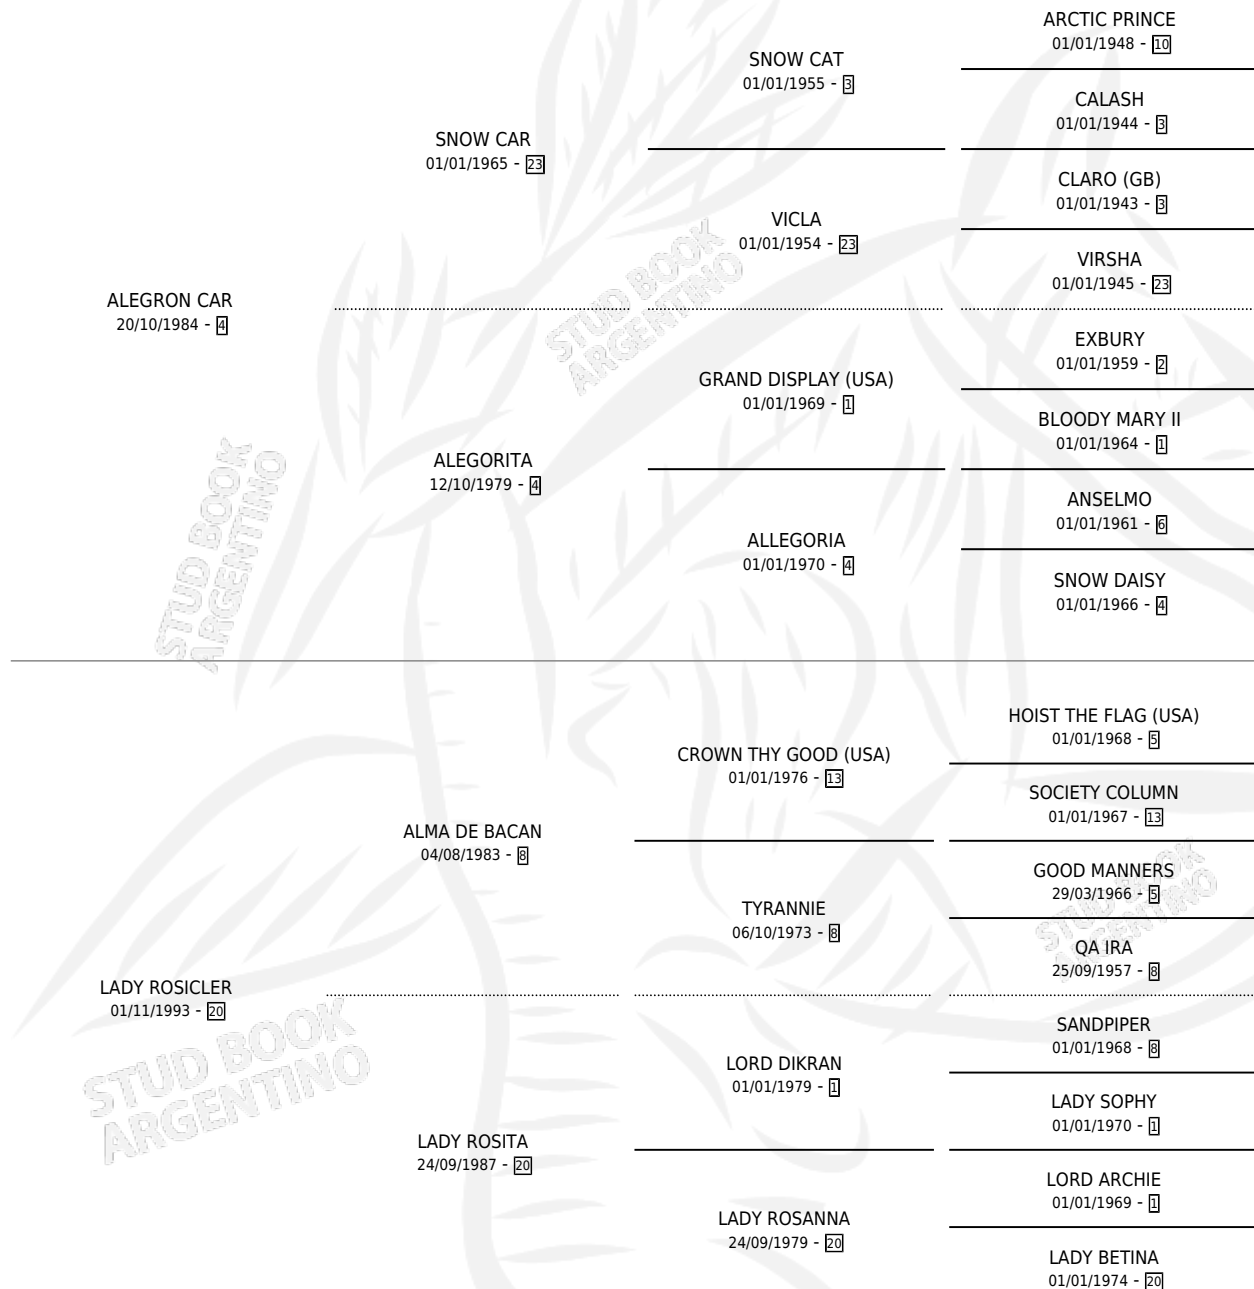 ARCTIC PRINCE
01/01/1948 - 10
SNOW CAT
01/01/1955 - 3
CALASH
01/01/1944 - 3
SNOW CAR
01/01/1965 - 23
CLARO (GB)
01/01/1943 - 3
VICLA
01/01/1954 - 23
VIRSHA
01/01/1945 - 23
ALEGRON CAR
20/10/1984 - 4
STUD BOOK
ARGENTINO
EXBURY
01/01/1959 - 2
GRAND DISPLAY (USA)
01/01/1969 - 1
BLOODY MARY II
01/01/1964 - 1
ALEGORITA
12/10/1979 - 4
ANSELMO
01/01/1961 - 6
ALLEGORIA
01/01/1970 - 4
SNOW DAISY
01/01/1966 - 4
STUD BOOK
ARGENTINO
HOIST THE FLAG (USA)
01/01/1968 - 5
CROWN THY GOOD (USA)
01/01/1976 - 13
SOCIETY COLUMN
01/01/1967 - 13
ALMA DE BACAN
04/08/1983 - 8
GOOD MANNERS
29/03/1966 - 5
TYRANNIE
06/10/1973 - 8
QA IRA
25/09/1957 - 8
STUD BOOK
ARGENTINO
LADY ROSICLER
01/11/1993 - 20
SANDPIPER
01/01/1968 - 8
LORD DIKRAN
01/01/1979 - 1
LADY SOPHY
01/01/1970 - 1
STUD BOOK
ARGENTINO
LADY ROSITA
24/09/1987 - 20
LORD ARCHIE
01/01/1969 - 1
LADY ROSANNA
24/09/1979 - 20
LADY BETINA
01/01/1974 - 20